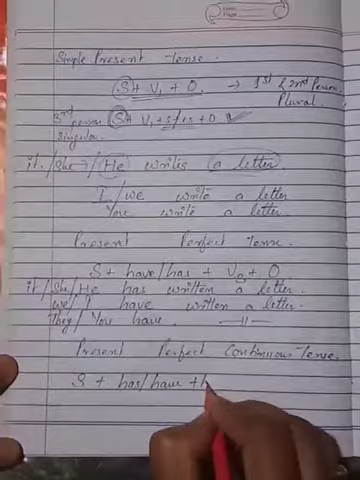 Simple Present Tense.
S + V1 + O. → 1st & 2nd Person
Plural.
3rd person S + V1 + s/es + O
Singular
it/She → He writes a letter
I/we write a letter
You write a letter.
Present Perfect Tense.
S + have/has + V3 + O.
it/She/He has written a letter.
we/I have written a letter.
They/You have —11—
Present Perfect Continuous Tense.
S + has/have + b